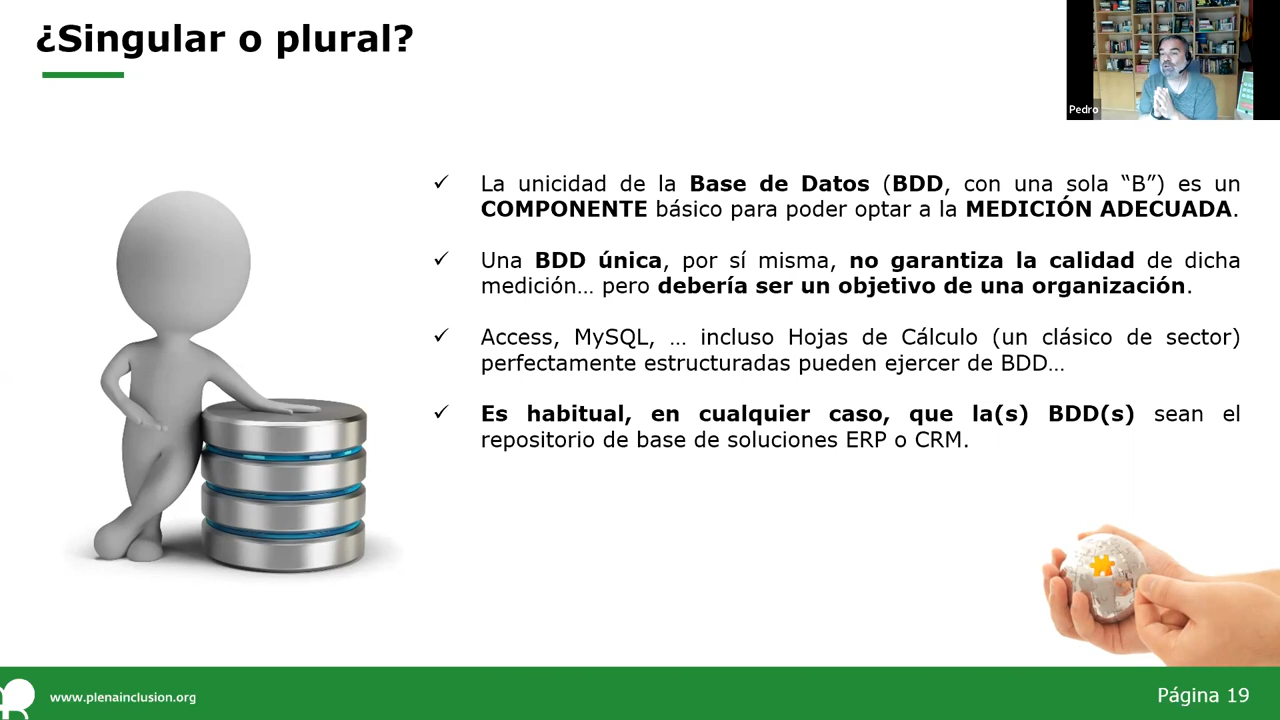 ¿Singular o plural?
Pedro
La unicidad de la Base de Datos (BDD, con una sola “B”) es un
COMPONENTE básico para poder optar a la MEDICIÓN ADECUADA.
Una BDD única, por sí misma, no garantiza la calidad de dicha
medición… pero debería ser un objetivo de una organización.
Access, MySQL, … incluso Hojas de Cálculo (un clásico de sector)
perfectamente estructuradas pueden ejercer de BDD…
Es habitual, en cualquier caso, que la(s) BDD(s) sean el
repositorio de base de soluciones ERP o CRM.
www.plenainclusion.org
Página 19